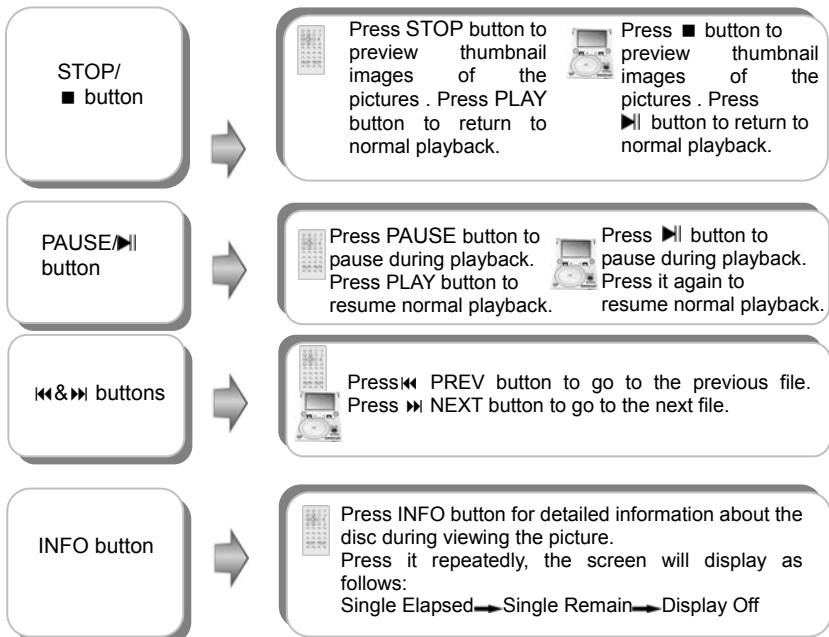 STOP/
■ button
Press STOP button to
preview thumbnail
images of the
pictures . Press PLAY
button to return to
normal playback.
Press ■ button to
preview thumbnail
images of the
pictures . Press
▶|| button to return to
normal playback.
PAUSE/▶||
button
Press PAUSE button to
pause during playback.
Press PLAY button to
resume normal playback.
Press ▶|| button to
pause during playback.
Press it again to
resume normal playback.
⏮&⏭ buttons
Press⏮ PREV button to go to the previous file.
Press ⏭ NEXT button to go to the next file.
INFO button
Press INFO button for detailed information about the
disc during viewing the picture.
Press it repeatedly, the screen will display as
follows:
Single Elapsed→Single Remain→Display Off